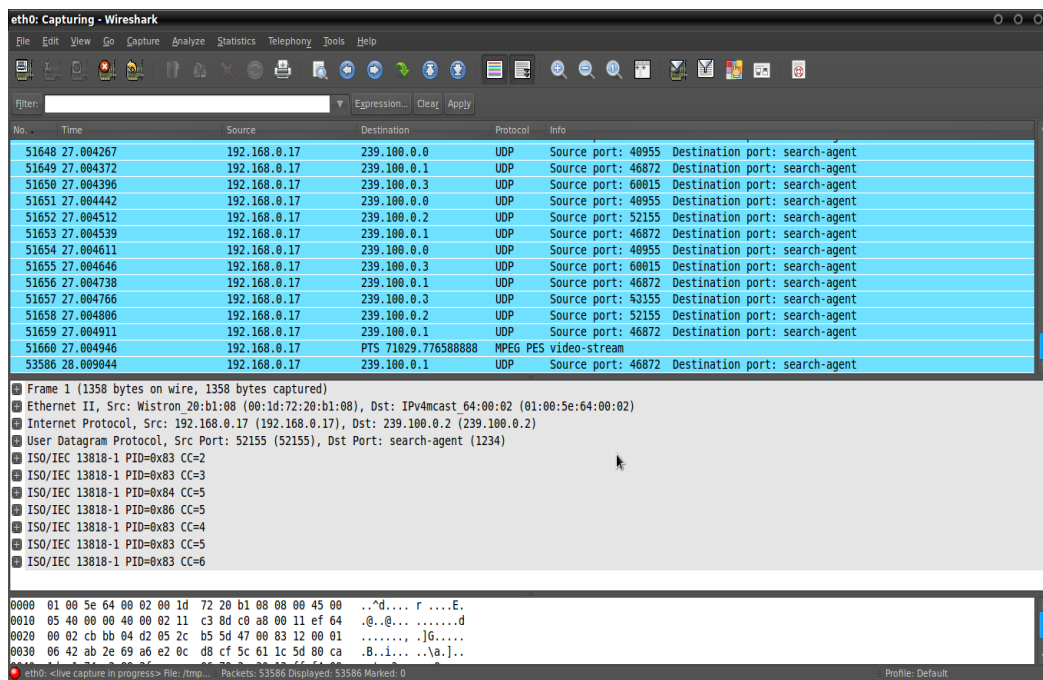 eth0: Capturing - Wireshark
File Edit View Go Capture Analyze Statistics Telephony Tools Help
Filter: Expression... Clear Apply
No. . Time Source Destination Protocol Info
51648 27.004267 192.168.0.17 239.100.0.0 UDP Source port: 40955 Destination port: search-agent
51649 27.004372 192.168.0.17 239.100.0.1 UDP Source port: 46872 Destination port: search-agent
51650 27.004396 192.168.0.17 239.100.0.3 UDP Source port: 60015 Destination port: search-agent
51651 27.004442 192.168.0.17 239.100.0.0 UDP Source port: 40955 Destination port: search-agent
51652 27.004512 192.168.0.17 239.100.0.2 UDP Source port: 52155 Destination port: search-agent
51653 27.004539 192.168.0.17 239.100.0.1 UDP Source port: 46872 Destination port: search-agent
51654 27.004611 192.168.0.17 239.100.0.0 UDP Source port: 40955 Destination port: search-agent
51655 27.004646 192.168.0.17 239.100.0.3 UDP Source port: 60015 Destination port: search-agent
51656 27.004738 192.168.0.17 239.100.0.1 UDP Source port: 46872 Destination port: search-agent
51657 27.004766 192.168.0.17 239.100.0.3 UDP Source port: Destination port: search-agent
51658 27.004806 192.168.0.17 239.100.0.2 UDP Source port: 52155 Destination port: search-agent
51659 27.004911 192.168.0.17 239.100.0.1 UDP Source port: 46872 Destination port: search-agent
51660 27.004946 192.168.0.17 PTS 71029.776588888 MPEG PES video-stream
53586 28.009044 192.168.0.17 239.100.0.1 UDP Source port: 46872 Destination port: search-agent
Frame 1 (1358 bytes on wire, 1358 bytes captured)
Ethernet II, Src: Wistron_20:b1:08 (00:1d:72:20:b1:08), Dst: IPv4mcast_64:00:02 (01:00:5e:64:00:02)
Internet Protocol, Src: 192.168.0.17 (192.168.0.17), Dst: 239.100.0.2 (239.100.0.2)
User Datagram Protocol, Src Port: 52155 (52155), Dst Port: search-agent (1234)
ISO/IEC 13818-1 PID=0x83 CC=2
ISO/IEC 13818-1 PID=0x83 CC=3
ISO/IEC 13818-1 PID=0x84 CC=5
ISO/IEC 13818-1 PID=0x86 CC=5
ISO/IEC 13818-1 PID=0x83 CC=4
ISO/IEC 13818-1 PID=0x83 CC=5
ISO/IEC 13818-1 PID=0x83 CC=6
0000 01 00 5e 64 00 02 00 1d 72 20 b1 08 08 00 45 00 ..^d.... r ....E.
0010 05 40 00 00 40 00 02 11 c3 8d c0 a8 00 11 ef 64 .@..@... .......d
0020 00 02 cb bb 04 d2 05 2c b5 5d 47 00 83 12 00 01 ......., .]G.....
0030 06 42 ab 2e 69 a6 e2 0c d8 cf 5c 61 1c 5d 80 ca .B..i... ..\a.]..
eth0: <live capture in progress> File: /tmp... Packets: 53586 Displayed: 53586 Marked: 0 Profile: Default